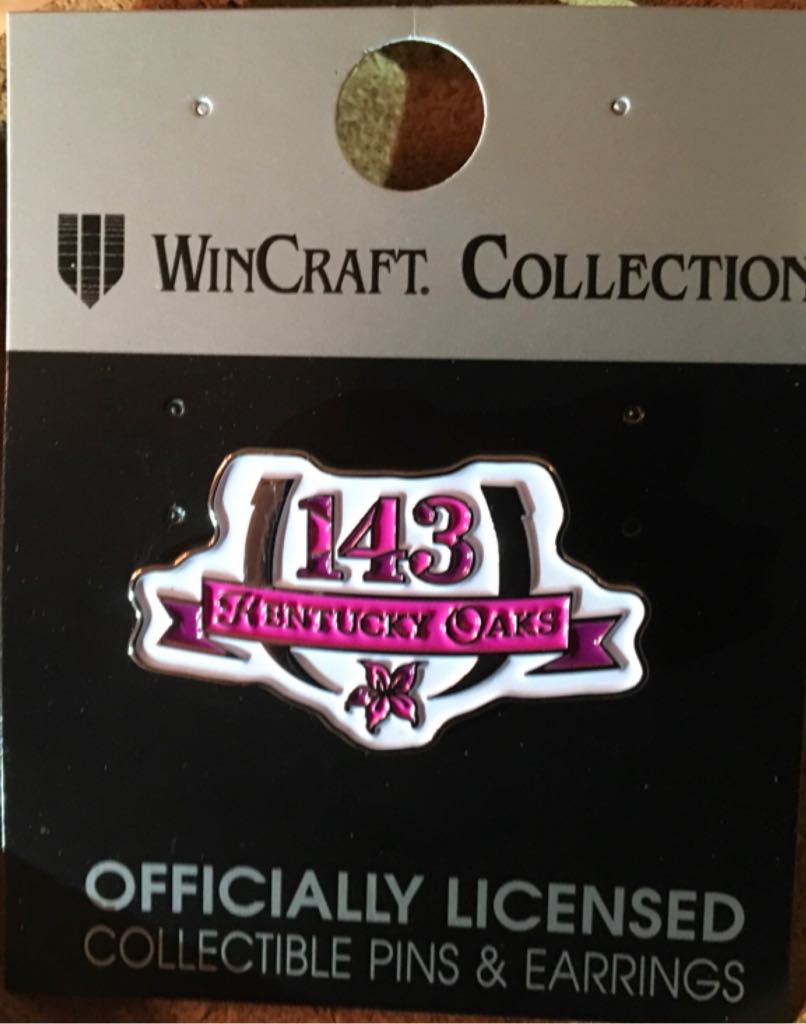 WINCRAFT. COLLECTION
143
KENTUCKY OAKS
OFFICIALLY LICENSED
COLLECTIBLE PINS & EARRINGS